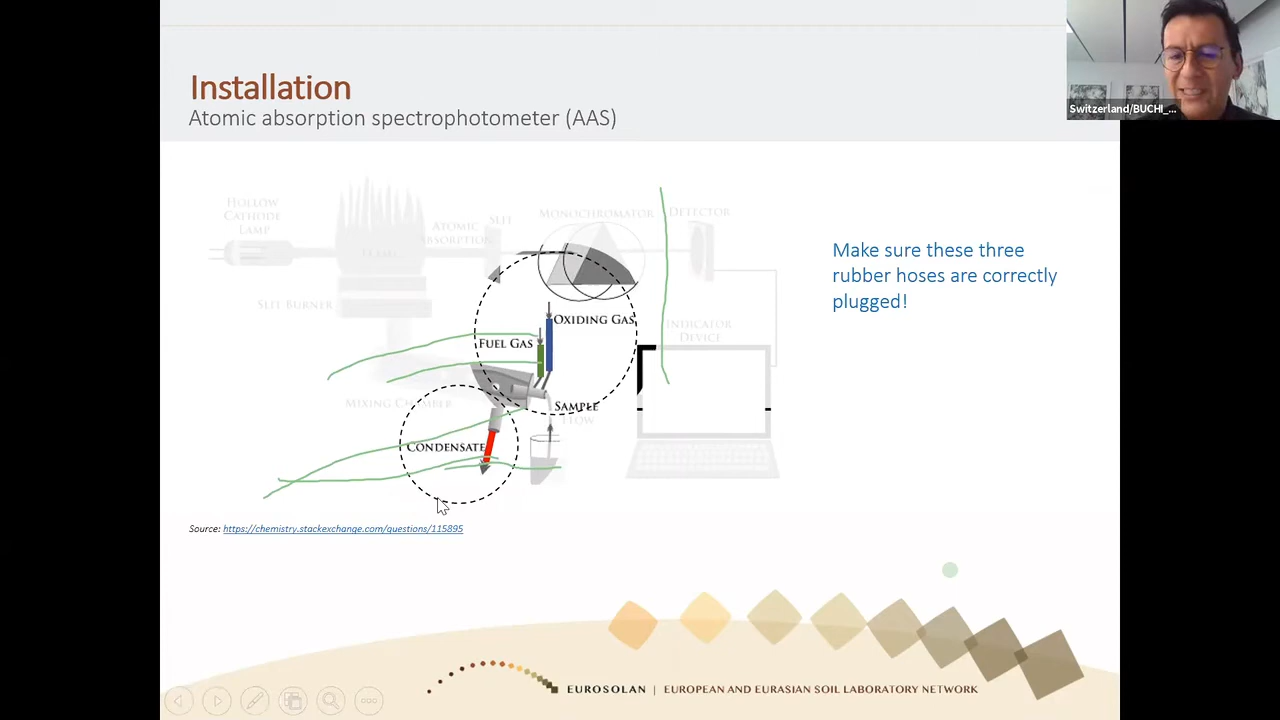 Switzerland/BUCHI_...
Installation
Atomic absorption spectrophotometer (AAS)
HOLLOW
CATHODE
LAMP
FLAME
ATOMIC
ABSORPTION
SLIT
MONOCHROMATOR
DETECTOR
SLIT BURNER
OXIDING GAS
FUEL GAS
INDICATOR
DEVICE
MIXING CHAMBER
SAMPLE
FLOW
CONDENSATE
Make sure these three
rubber hoses are correctly
plugged!
Source: https://chemistry.stackexchange.com/questions/115895
EUROSOLAN | EUROPEAN AND EURASIAN SOIL LABORATORY NETWORK